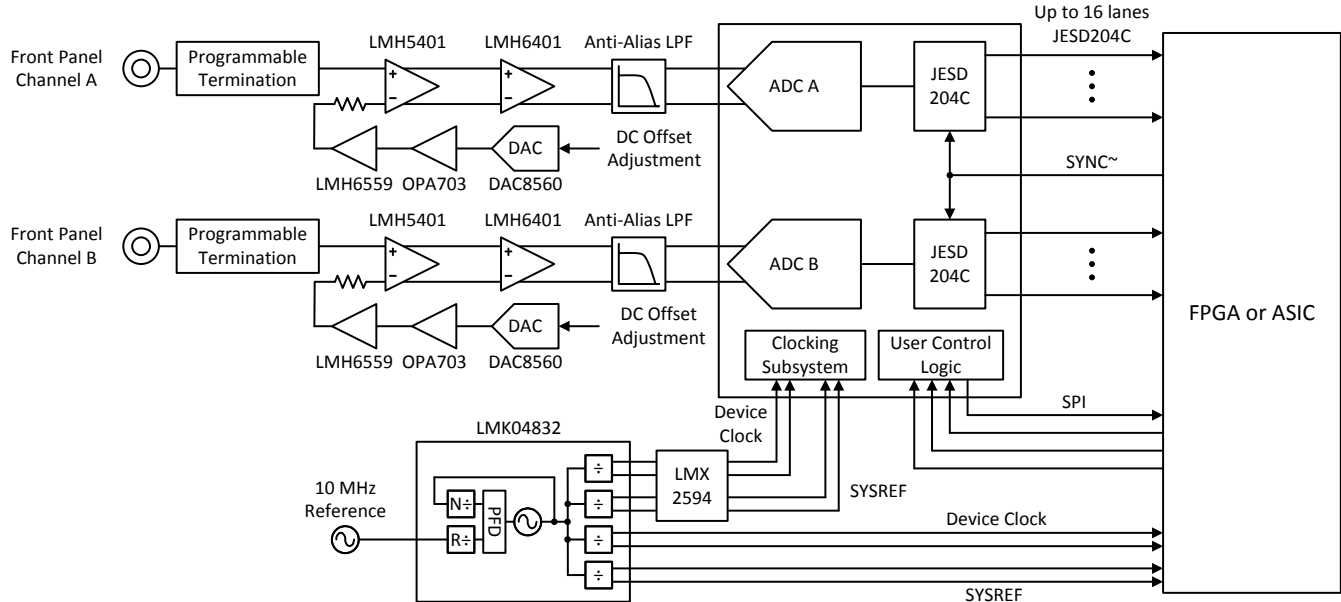 Up to 16 lanes
JESD204C
LMH5401
LMH6401
Anti-Alias LPF
Front Panel
Channel A
Programmable
Termination
+
−
+
−
ADC A
JESD
204C
DAC
DC Offset
Adjustment
LMH6559
OPA703
DAC8560
SYNC~
LMH5401
LMH6401
Anti-Alias LPF
Front Panel
Channel B
Programmable
Termination
+
−
+
−
ADC B
JESD
204C
FPGA or ASIC
DAC
DC Offset
Adjustment
LMH6559
OPA703
DAC8560
Clocking
Subsystem
User Control
Logic
SPI
Device
Clock
LMK04832
LMX
2594
SYSREF
10 MHz
Reference
N÷
R÷
PFD
÷
÷
÷
÷
Device Clock
SYSREF